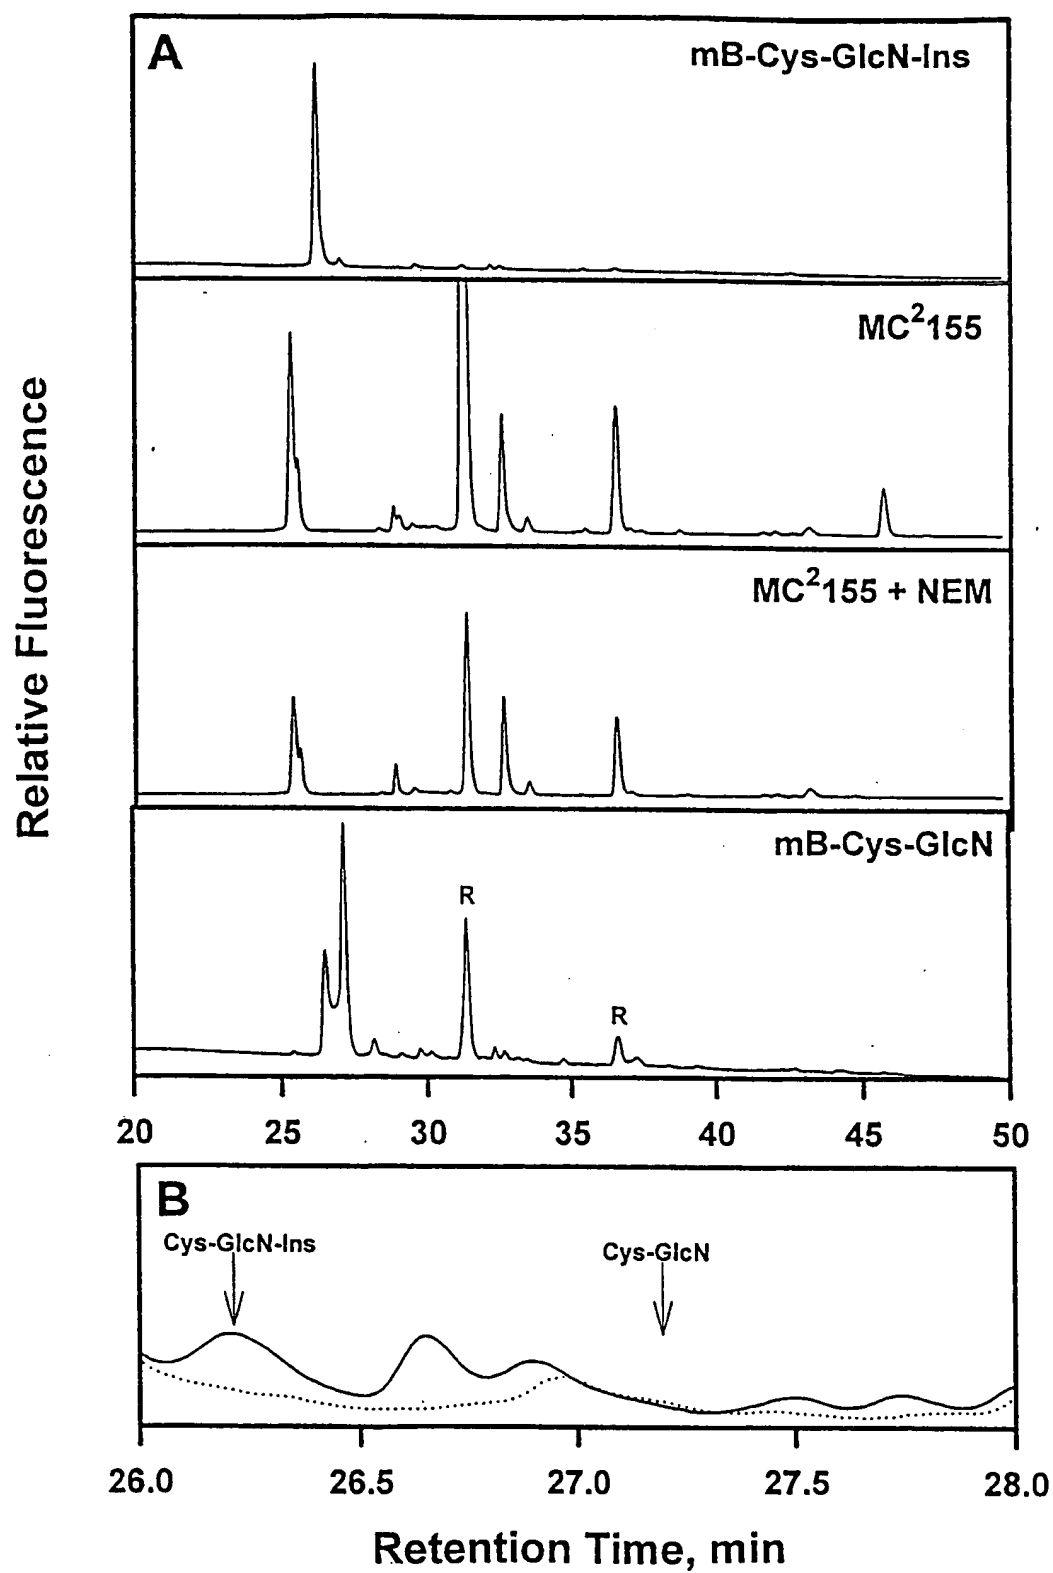 A
mB-Cys-GlcN-Ins
MC²155
MC²155 + NEM
mB-Cys-GlcN
R
R
Relative Fluorescence
20 25 30 35 40 45 50
B
Cys-GlcN-Ins
Cys-GlcN
26.0 26.5 27.0 27.5 28.0
Retention Time, min